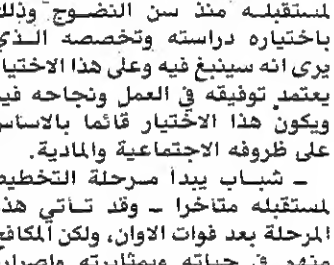 لمستقبله منذ سن النضوج وذلك
باختياره دراسته وتخصصه الذي
يرى انه سينبغ فيه وعلى هذا الاختيا
يعتمد توفيقه في العمل ونجاحه فيه
ويكون هذا الاختيار قائما بالاساس
على ظروفه الاجتماعية والمادية.
ـ شباب يبدأ مرحلة التخطيط
لمستقبله متأخرا ـ وقد تأتي هذه
المرحلة بعد فوات الاوان، ولكن المكافح
منهم في حياته وبمثابرته واصراره